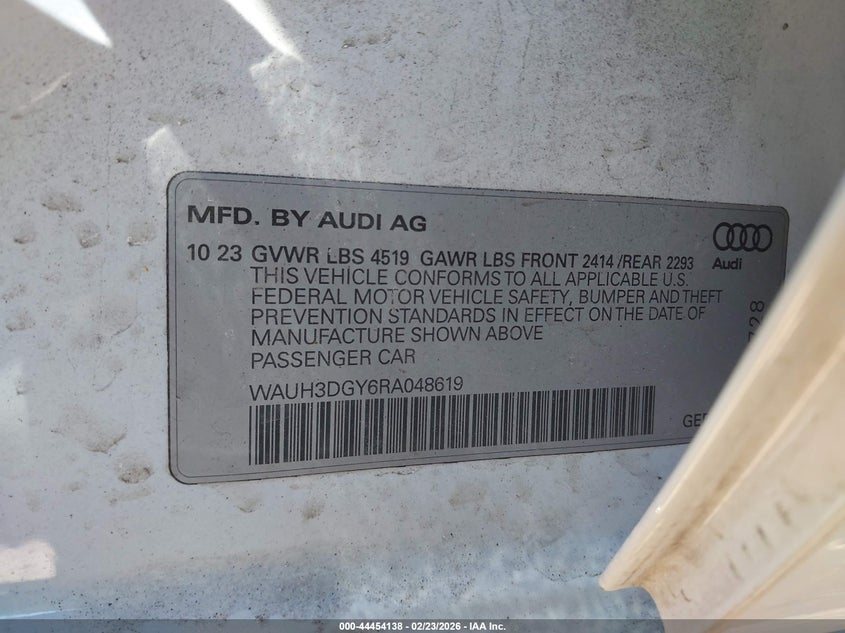 MFD. BY AUDI AG
10 23 GVWR LBS 4519 GAWR LBS FRONT 2414 /REAR 2293
Audi
THIS VEHICLE CONFORMS TO ALL APPLICABLE U.S.
FEDERAL MOTOR VEHICLE SAFETY, BUMPER AND THEFT
PREVENTION STANDARDS IN EFFECT ON THE DATE OF
MANUFACTURE SHOWN ABOVE
PASSENGER CAR
WAUH3DGY6RA048619
000-44454138 - 02/23/2026 - IAA Inc.